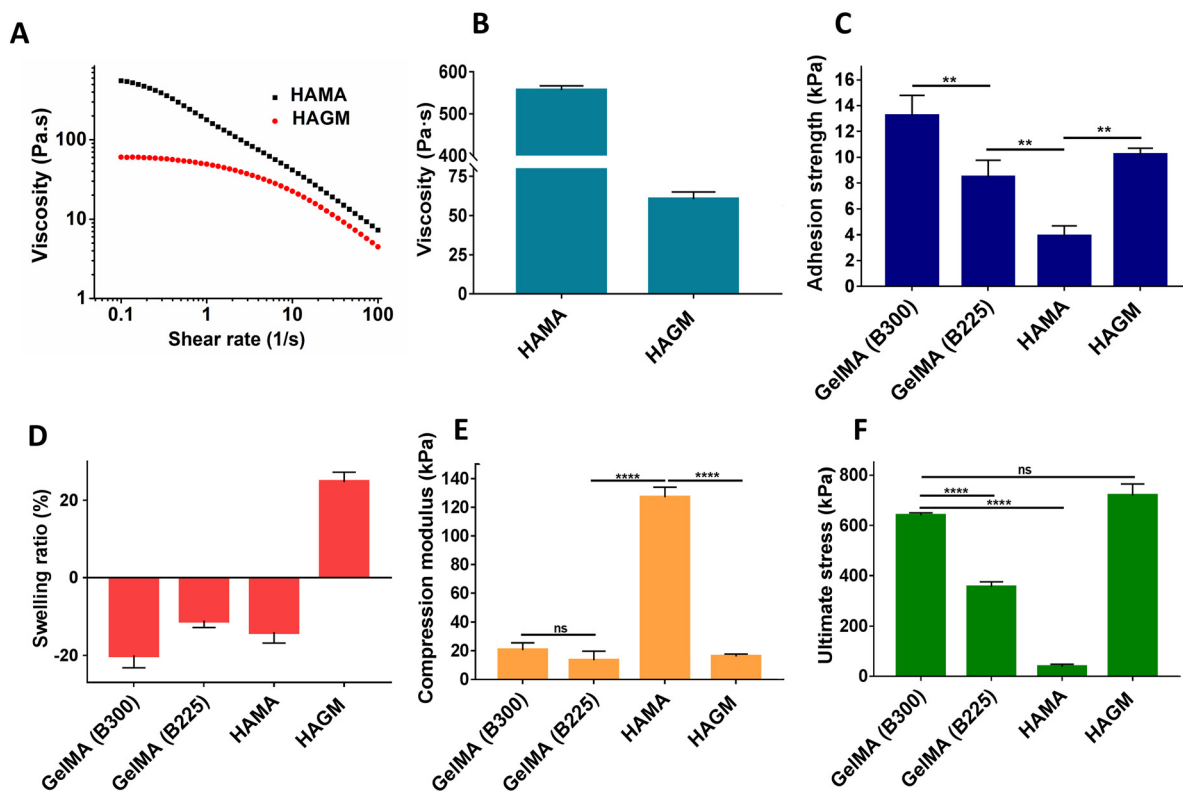 A
Viscosity (Pa.s)
100
10
1
HAMA
HAGM
0.1 1 10 100
Shear rate (1/s)
B
Viscosity (Pa·s)
600
500
400
75
50
25
0
HAMA
HAGM
C
Adhesion strength (kPa)
16
14
12
10
8
6
4
2
0
**
**
**
GelMA (B300)
GelMA (B225)
HAMA
HAGM
D
Swelling ratio (%)
20
0
-20
GelMA (B300)
GelMA (B225)
HAMA
HAGM
E
Compression modulus (kPa)
140
120
100
80
60
40
20
0
ns
****
****
GelMA (B300)
GelMA (B225)
HAMA
HAGM
F
Ultimate stress (kPa)
800
600
400
200
0
ns
****
****
GelMA (B300)
GelMA (B225)
HAMA
HAGM